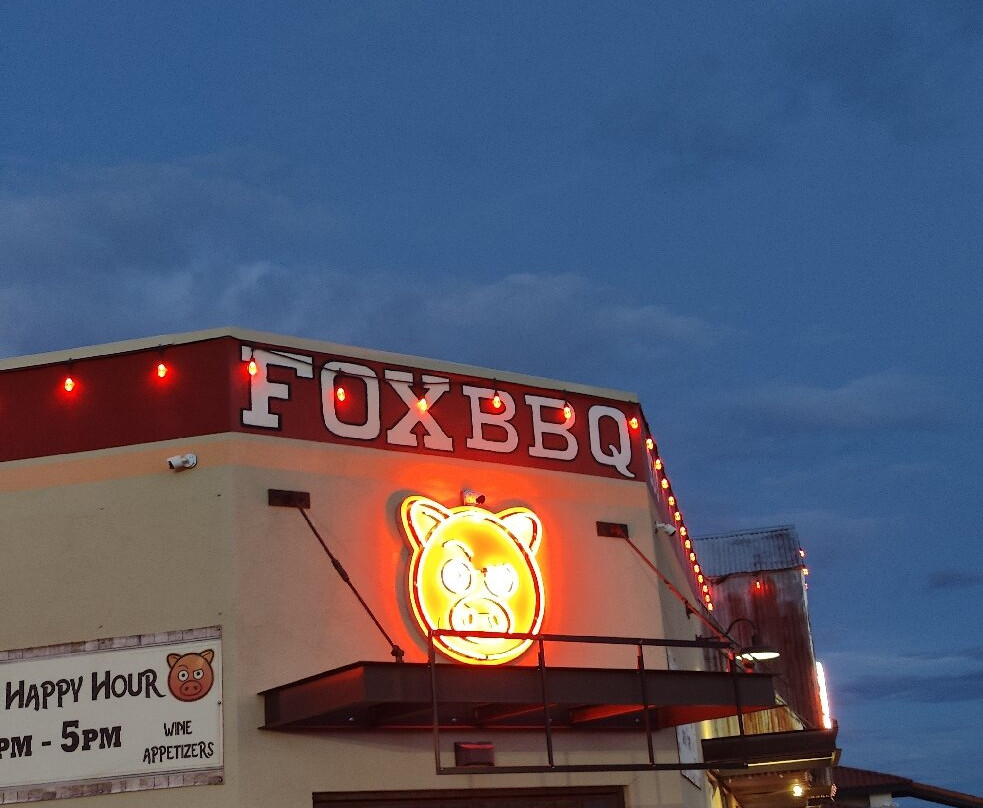 FOXBBQ
HAPPY HOUR
PM - 5PM
WINE
APPETIZERS